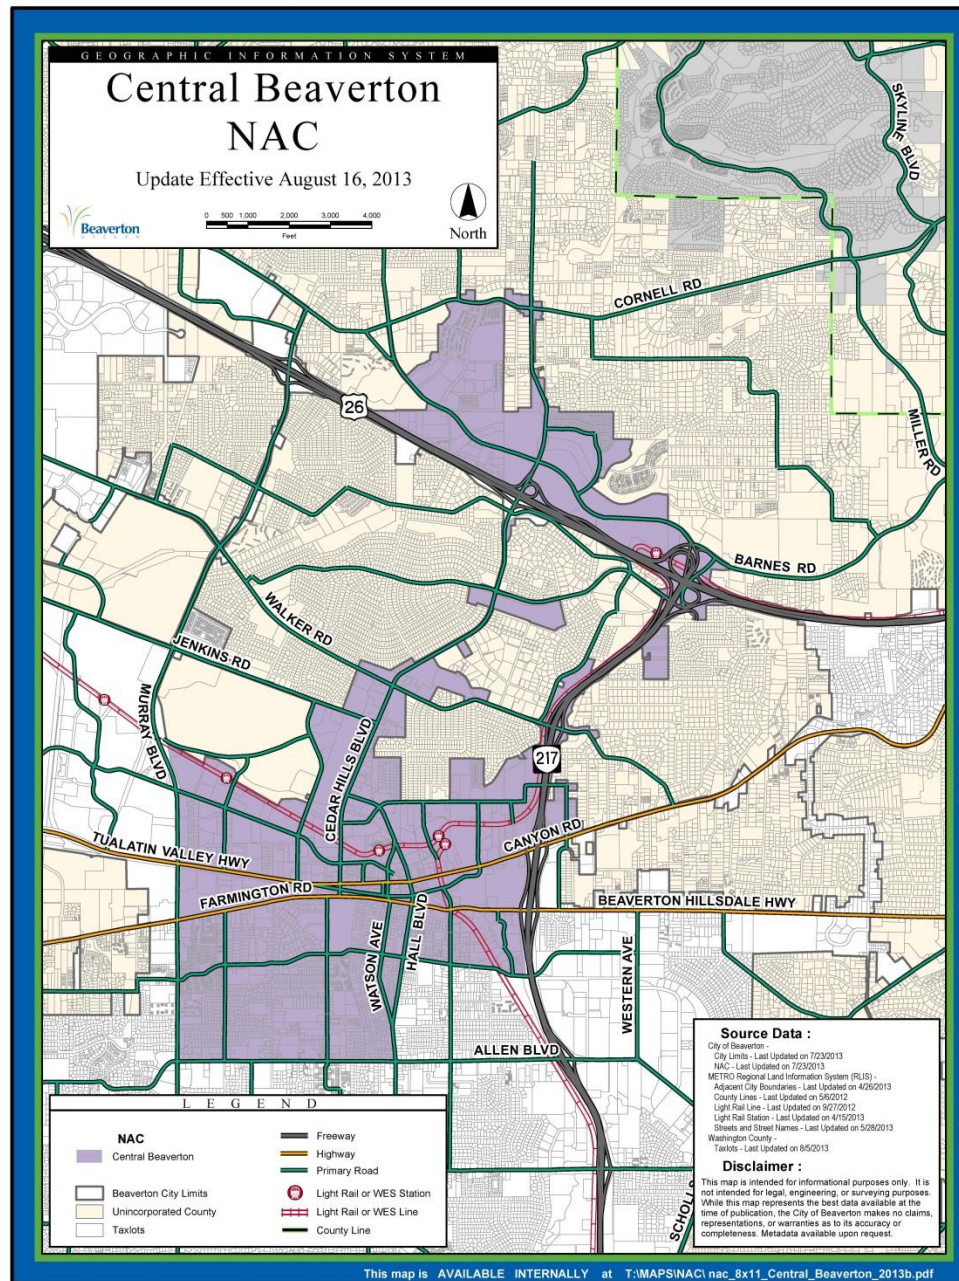 GEOGRAPHIC INFORMATION SYSTEM
Central Beaverton
NAC
Update Effective August 16, 2013
Beaverton
OREGON
0 500 1,000 2,000 3,000 4,000
Feet
North
SKYLINE BLVD
CORNELL RD
26
MILLER RD
BARNES RD
WALKER RD
JENKINS RD
MURRAY BLVD
CEDAR HILLS BLVD
217
CANYON RD
TUALATIN VALLEY HWY
FARMINGTON RD
BEAVERTON HILLSDALE HWY
WATSON AVE
HALL BLVD
WESTERN AVE
ALLEN BLVD
SCHOLLS
LEGEND
NAC
Central Beaverton
Beaverton City Limits
Unincorporated County
Taxlots
Freeway
Highway
Primary Road
Light Rail or WES Station
Light Rail or WES Line
County Line
Source Data :
City of Beaverton -
City Limits - Last Updated on 7/23/2013
NAC - Last Updated on 7/23/2013
METRO Regional Land Information System (RLIS) -
Adjacent City Boundaries - Last Updated on 4/26/2013
County Lines - Last Updated on 5/6/2012
Light Rail Line - Last Updated on 9/27/2012
Light Rail Station - Last Updated on 4/15/2013
Streets and Street Names - Last Updated on 5/28/2013
Washington County -
Taxlots - Last Updated on 8/5/2013
Disclaimer :
This map is intended for informational purposes only. It is
not intended for legal, engineering, or surveying purposes.
While this map represents the best data available at the
time of publication, the City of Beaverton makes no claims,
representations, or warranties as to its accuracy or
completeness. Metadata available upon request.
This map is AVAILABLE INTERNALLY at T:\MAPS\NAC\ nac_8x11_Central_Beaverton_2013b.pdf